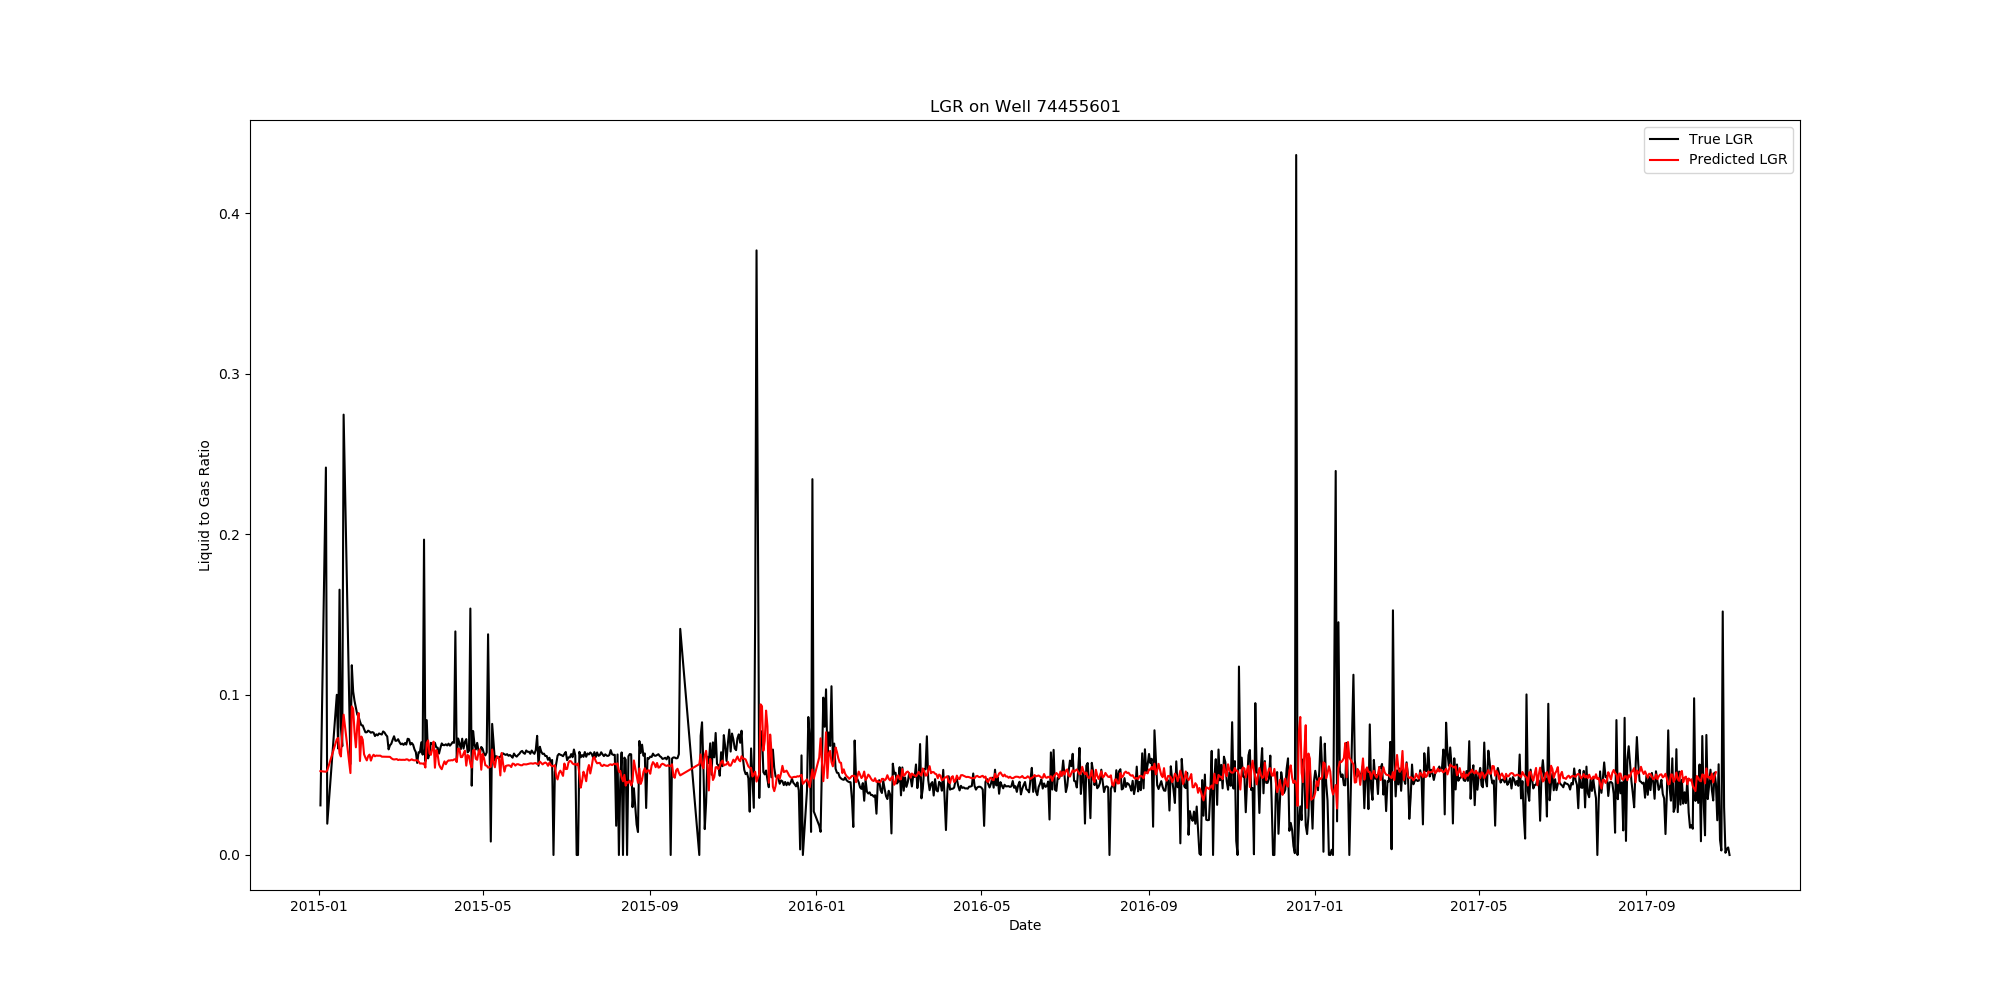 LGR on Well 74455601
True LGR
Predicted LGR
Liquid to Gas Ratio
0.4
0.3
0.2
0.1
0.0
2015-01 2015-05 2015-09 2016-01 2016-05 2016-09 2017-01 2017-05 2017-09
Date